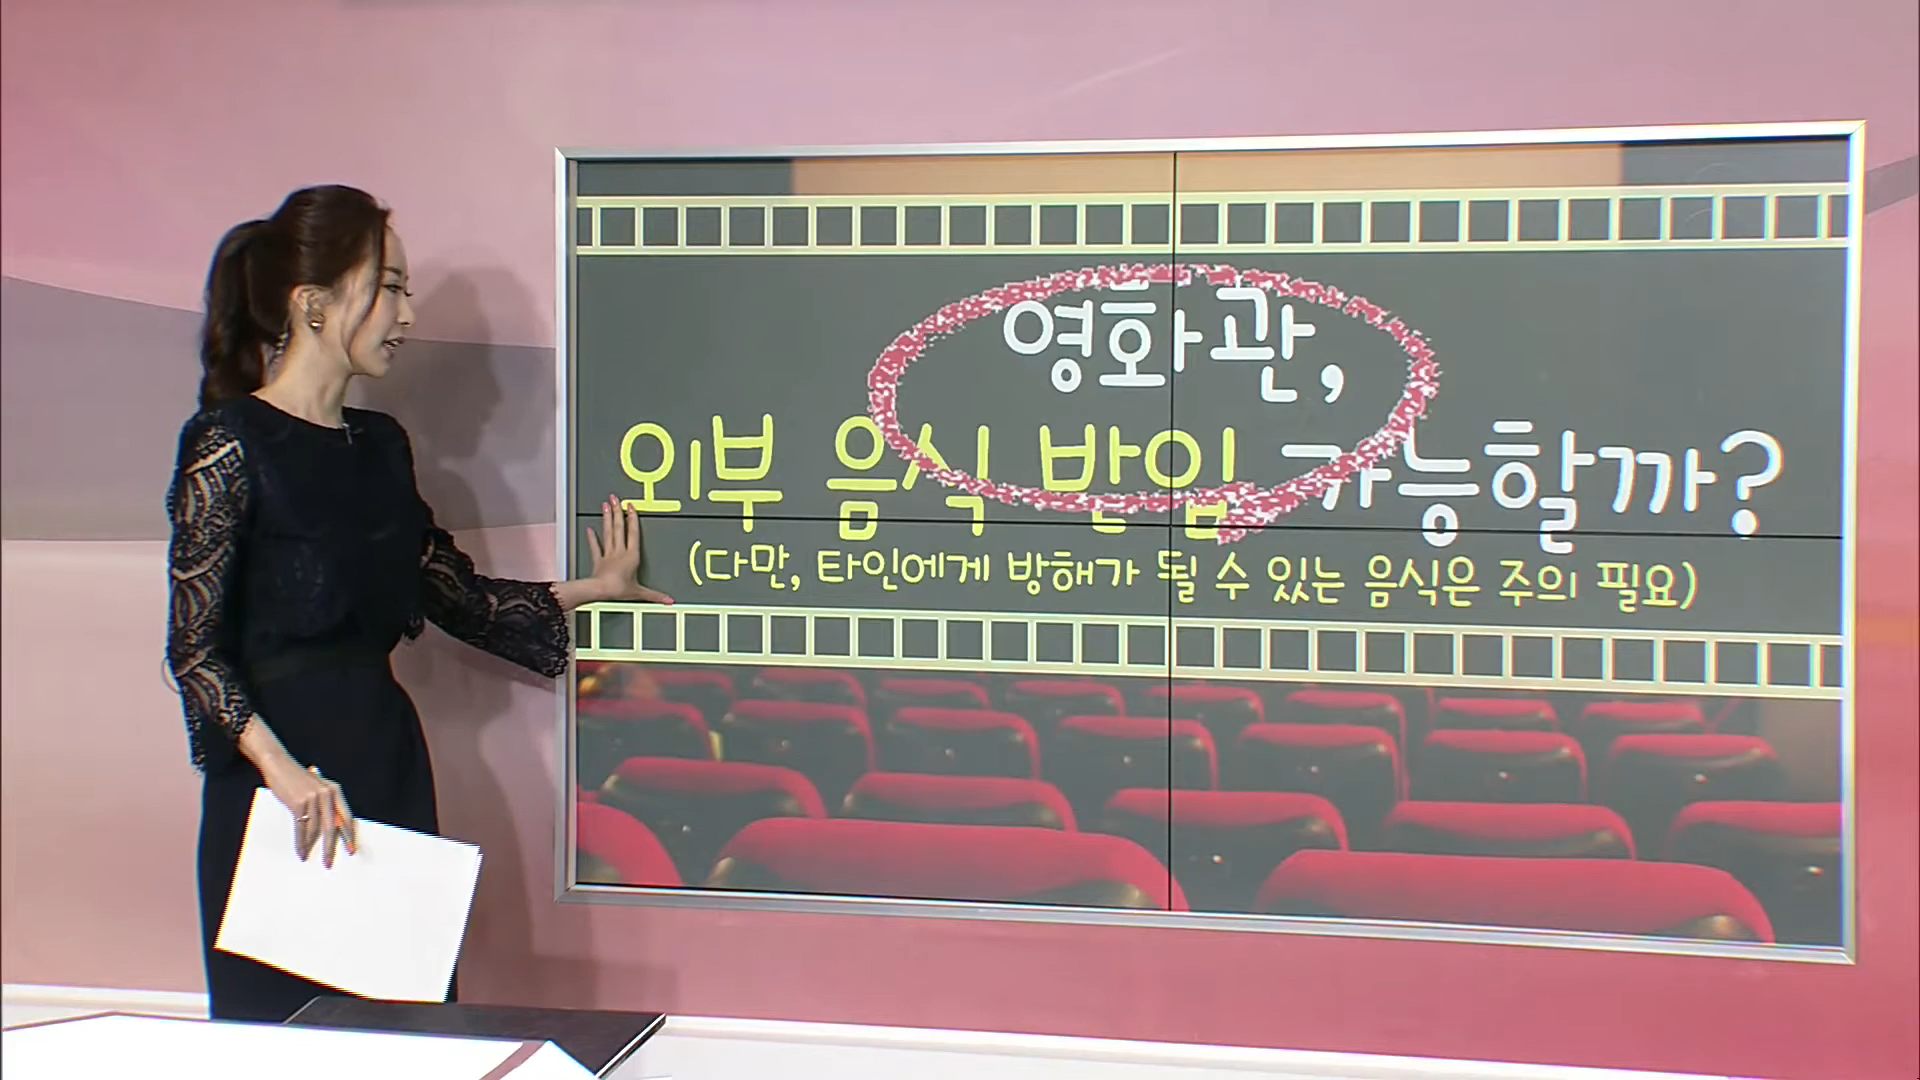 영화관,
외부 음식 반입 가능할까?
(다만, 타인에게 방해가 될 수 있는 음식은 주의 필요)